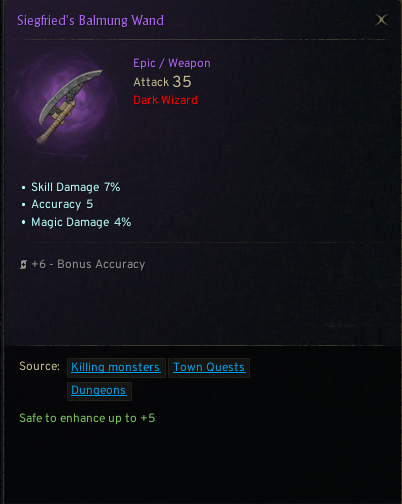 Siegfried's Balmung Wand
Epic / Weapon
Attack 35
Dark Wizard
• Skill Damage 7%
• Accuracy 5
• Magic Damage 4%
+6 - Bonus Accuracy
Source: Killing monsters Town Quests
Dungeons
Safe to enhance up to +5